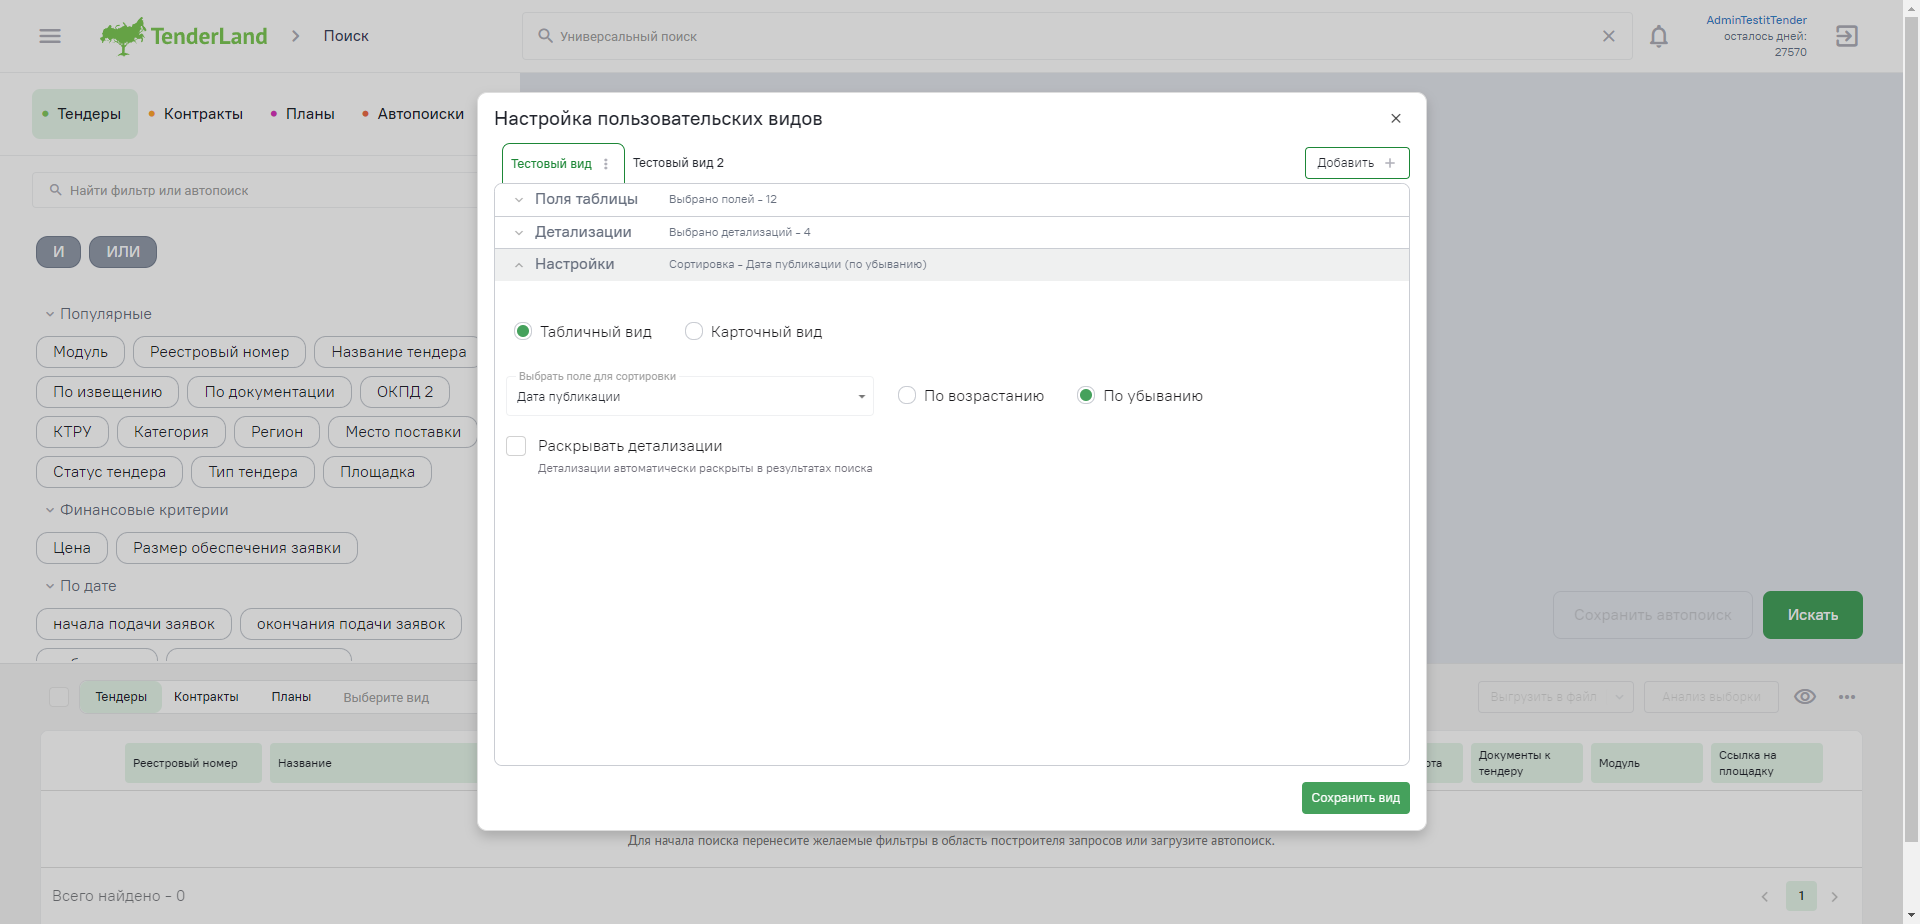 TenderLand
Поиск
Универсальный поиск
AdminTestitTender
осталось дней:
27570
Тендеры
Контракты
Планы
Автопоиски
Найти фильтр или автопоиск
И
ИЛИ
Популярные
Модуль
Реестровый номер
Название тендера
По извещению
По документации
ОКПД 2
КТРУ
Категория
Регион
Место поставки
Статус тендера
Тип тендера
Площадка
Финансовые критерии
Цена
Размер обеспечения заявки
По дате
начала подачи заявок
окончания подачи заявок
Настройка пользовательских видов
Тестовый вид
Тестовый вид 2
Добавить
Поля таблицы
Выбрано полей - 12
Детализации
Выбрано детализаций - 4
Настройки
Сортировка - Дата публикации (по убыванию)
Табличный вид
Карточный вид
Выбрать поле для сортировки
Дата публикации
По возрастанию
По убыванию
Раскрывать детализации
Детализации автоматически раскрыты в результатах поиска
Сохранить вид
Сохранить автопоиск
Искать
Тендеры
Контракты
Планы
Выберите вид
Выгрузить в файл
Анализ выборки
Реестровый номер
Название
Документы к
тендеру
Модуль
Ссылка на
площадку
Для начала поиска перенесите желаемые фильтры в область построителя запросов или загрузите автопоиск.
Всего найдено - 0
1